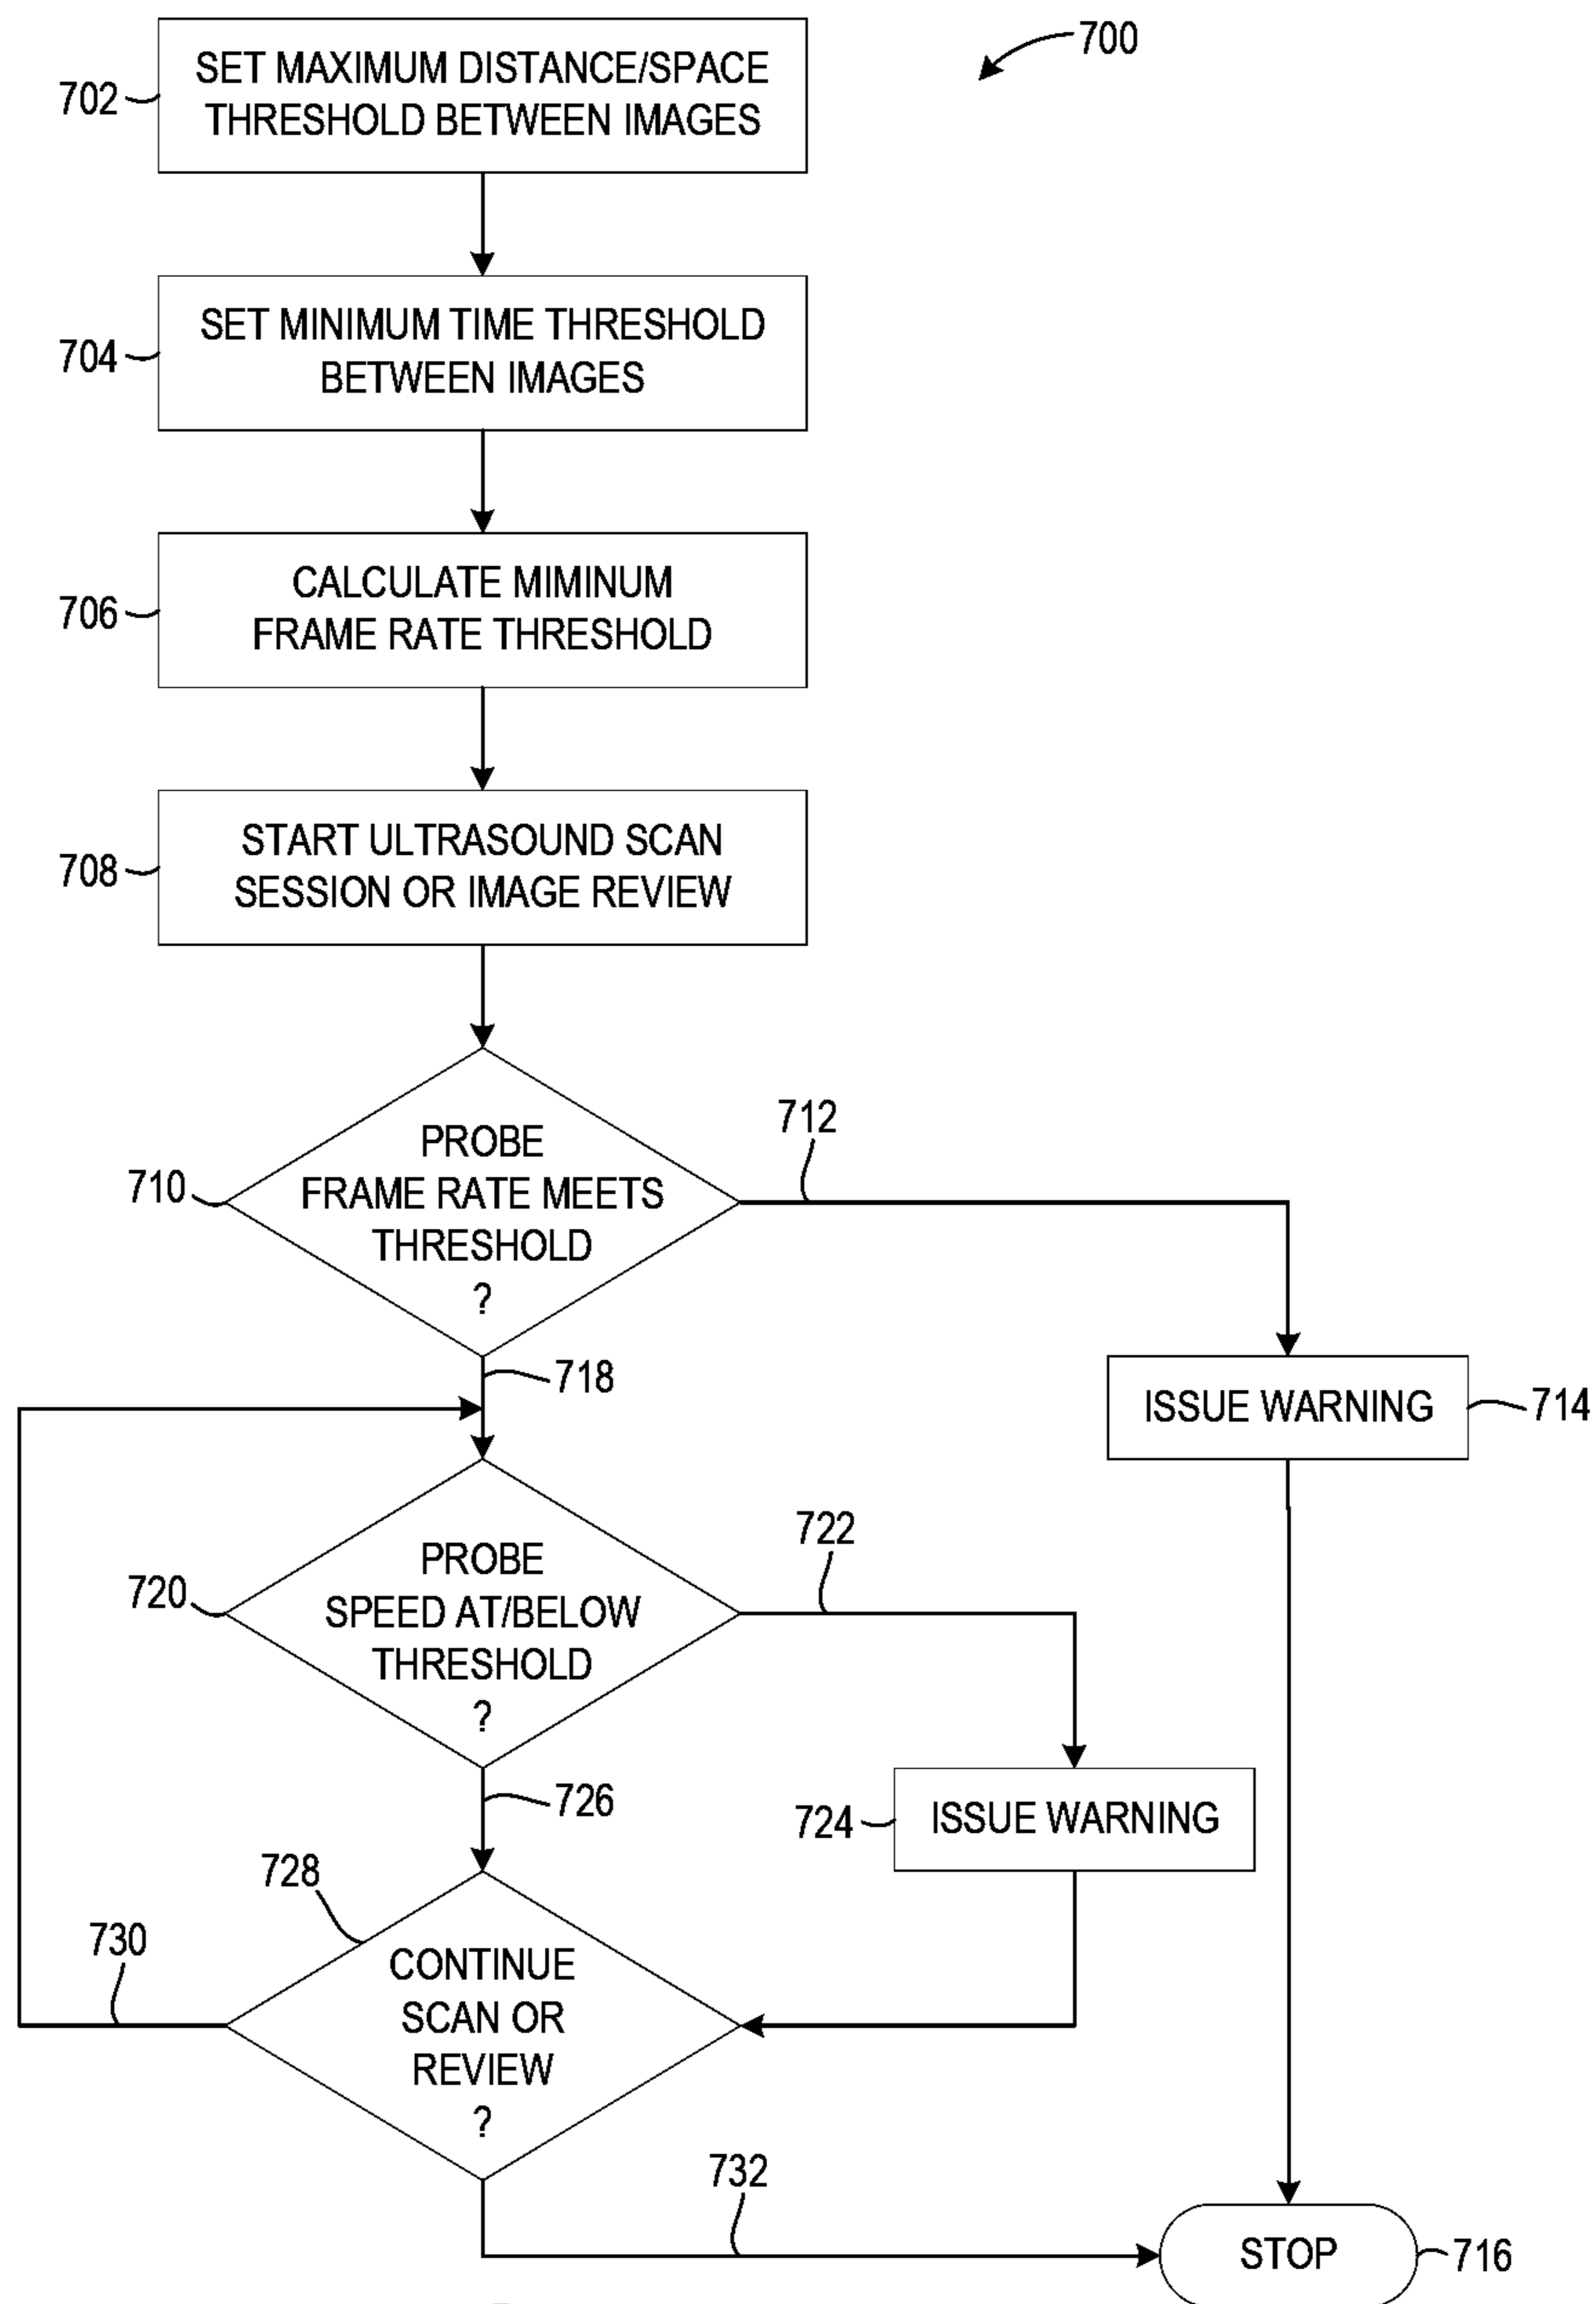 700
702
SET MAXIMUM DISTANCE/SPACE
THRESHOLD BETWEEN IMAGES
704
SET MINIMUM TIME THRESHOLD
BETWEEN IMAGES
706
CALCULATE MIMINUM
FRAME RATE THRESHOLD
708
START ULTRASOUND SCAN
SESSION OR IMAGE REVIEW
710
PROBE
FRAME RATE MEETS
THRESHOLD
?
712
714
ISSUE WARNING
718
720
PROBE
SPEED AT/BELOW
THRESHOLD
?
722
724
ISSUE WARNING
726
728
CONTINUE
SCAN OR
REVIEW
?
730
732
STOP
716